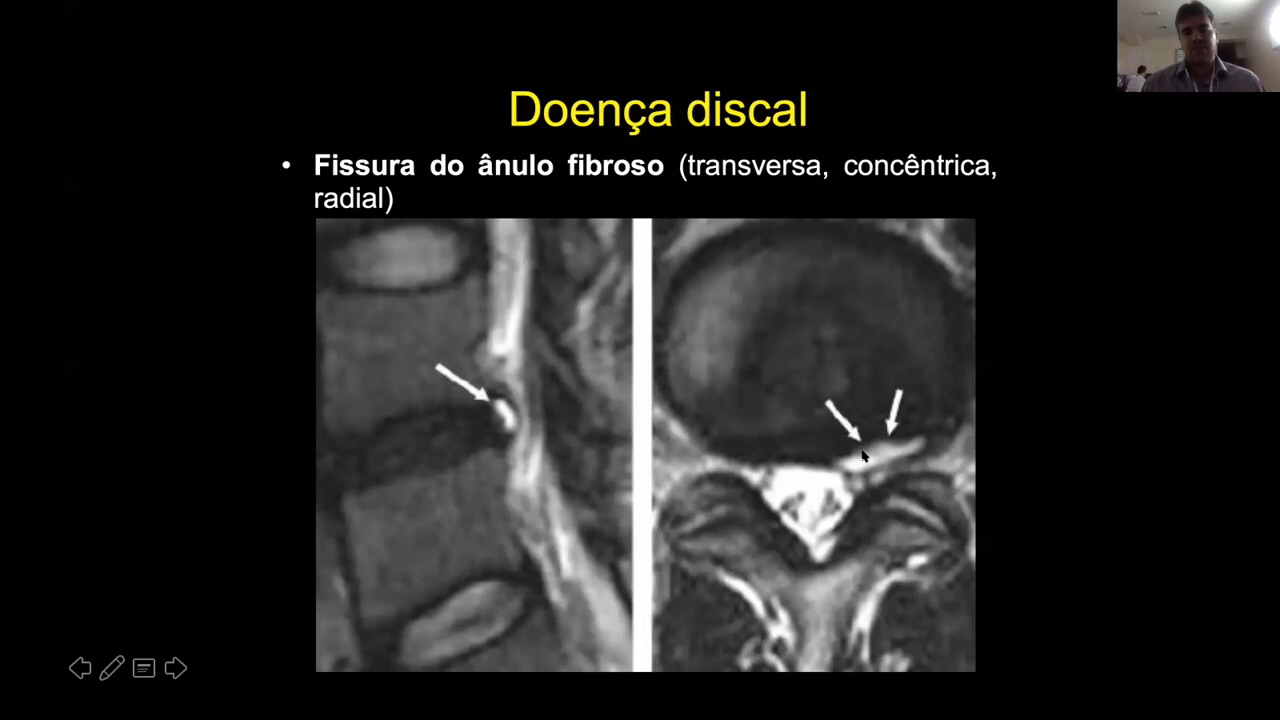 Doença discal
• Fissura do ânulo fibroso (transversa, concêntrica,
radial)